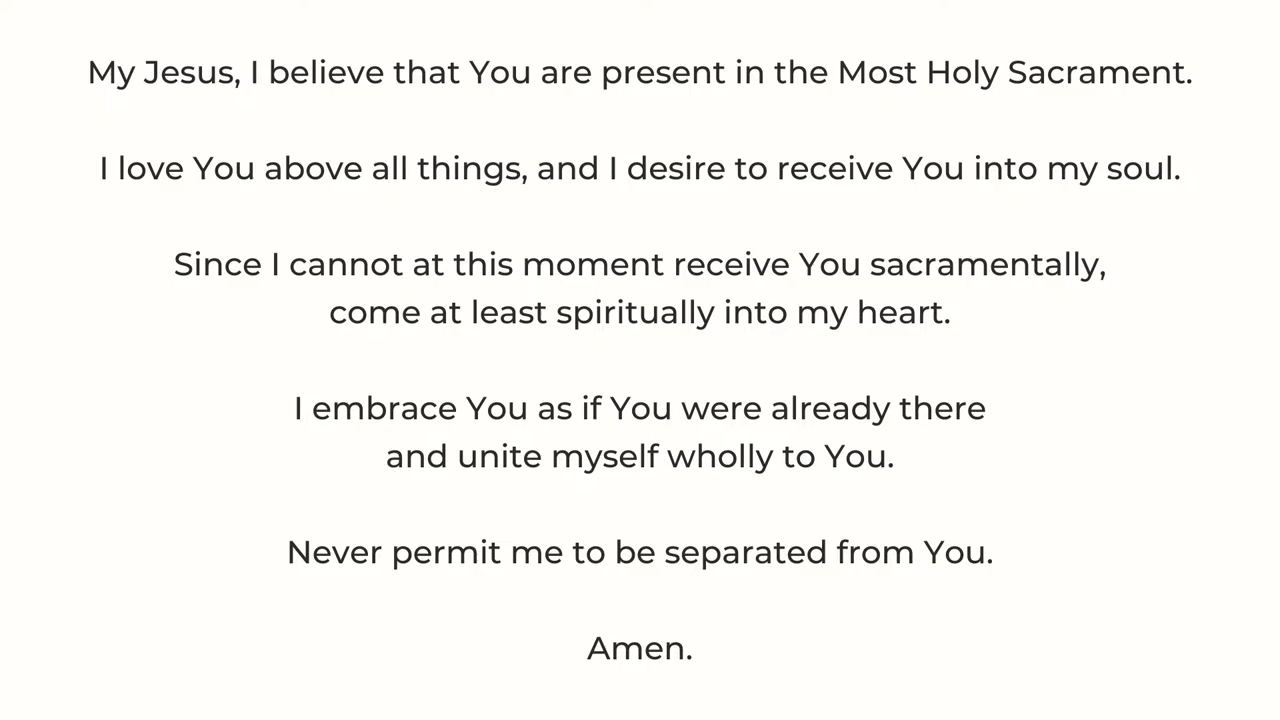 My Jesus, I believe that You are present in the Most Holy Sacrament.
I love You above all things, and I desire to receive You into my soul.
Since I cannot at this moment receive You sacramentally,
come at least spiritually into my heart.
I embrace You as if You were already there
and unite myself wholly to You.
Never permit me to be separated from You.
Amen.